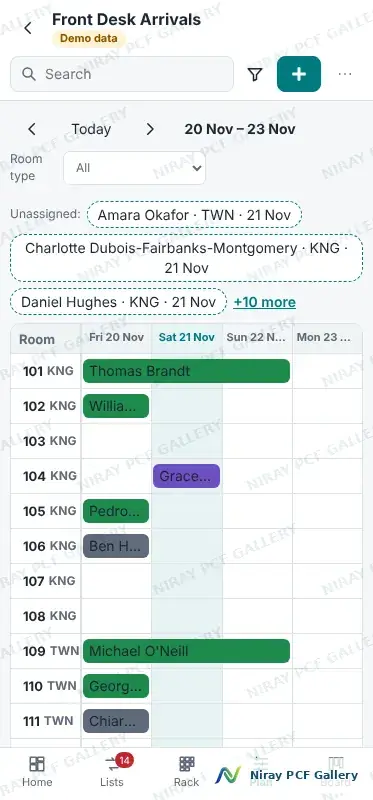 Front Desk Arrivals
Demo data
Search
Today
20 Nov – 23 Nov
Room type
All
Unassigned:
Amara Okafor · TWN · 21 Nov
Charlotte Dubois-Fairbanks-Montgomery · KNG ·
21 Nov
Daniel Hughes · KNG · 21 Nov
+10 more
Room
Fri 20 Nov
Sat 21 Nov
Sun 22 N...
Mon 23 ...
101 KNG
Thomas Brandt
102 KNG
Willia...
103 KNG
104 KNG
Grace...
105 KNG
Pedro...
106 KNG
Ben H...
107 KNG
108 KNG
109 TWN
Michael O'Neill
110 TWN
Georg...
111 TWN
Chiar...
Home
14
Lists
Rack
Niray PCF Gallery
NIRAY PCF GALLERY